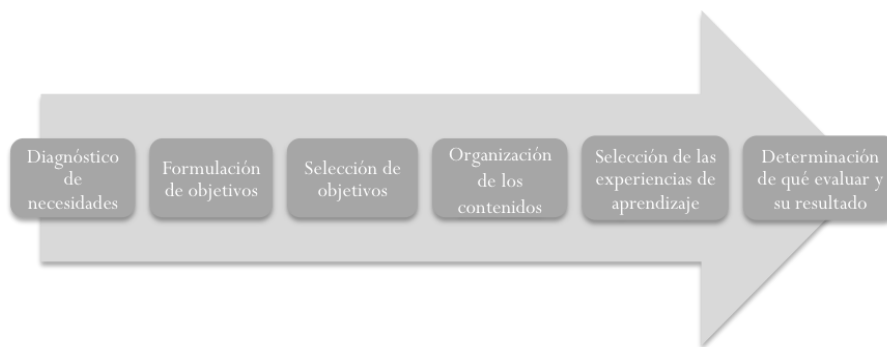 Diagnóstico
de
necesidades
Formulación
de objetivos
Selección de
objetivos
Organización
de los
contenidos
Selección de las
experiencias de
aprendizaje
Determinación
de qué evaluar y
su resultado